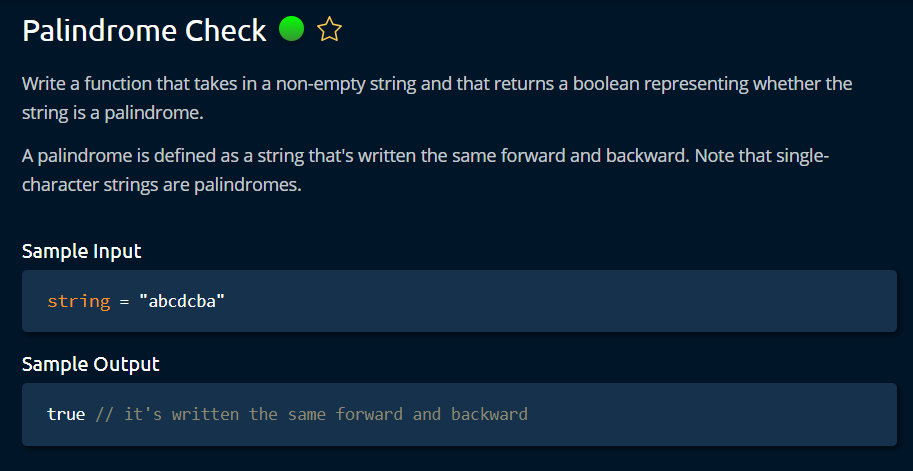 Palindrome Check
Write a function that takes in a non-empty string and that returns a boolean representing whether the
string is a palindrome.
A palindrome is defined as a string that's written the same forward and backward. Note that single-
character strings are palindromes.
Sample Input
string = "abcdcba"
Sample Output
true // it's written the same forward and backward